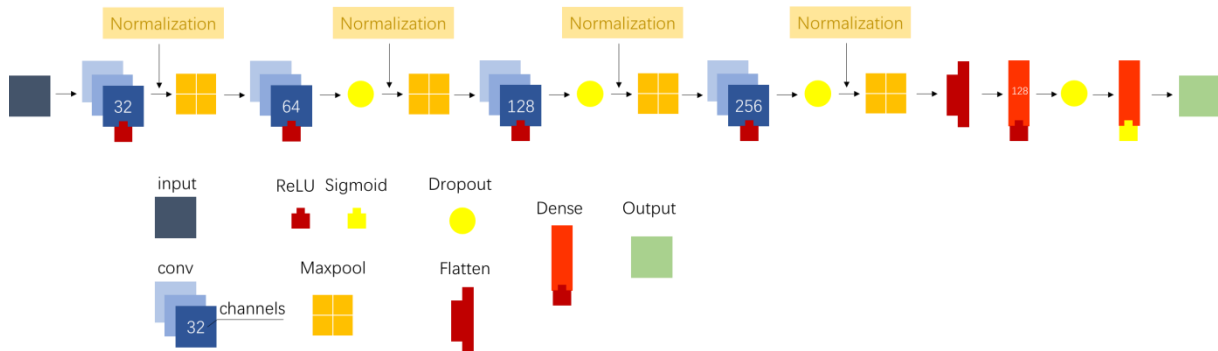 Normalization
Normalization
Normalization
Normalization
32
64
128
256
128
input
ReLU
Sigmoid
Dropout
Dense
Output
conv
channels
32
Maxpool
Flatten